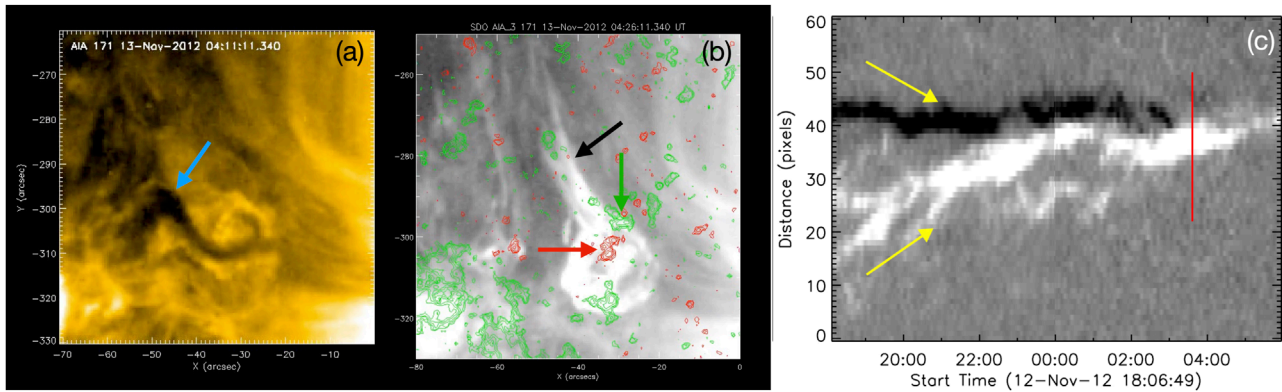 AIA 171 13-Nov-2012 04:11:11.340
(a)
-270
-280
-290
-300
-310
-320
-330
Y (arcsec)
-70 -60 -50 -40 -30 -20 -10
X (arcsec)
SDO AIA_3 171 13-Nov-2012 04:26:11.340 UT
(b)
-260
-280
-300
-320
-80 -60 -40 -20 0
X (arcsecs)
(c)
60
50
40
30
20
10
0
Distance (pixels)
20:00 22:00 00:00 02:00 04:00
Start Time (12-Nov-12 18:06:49)